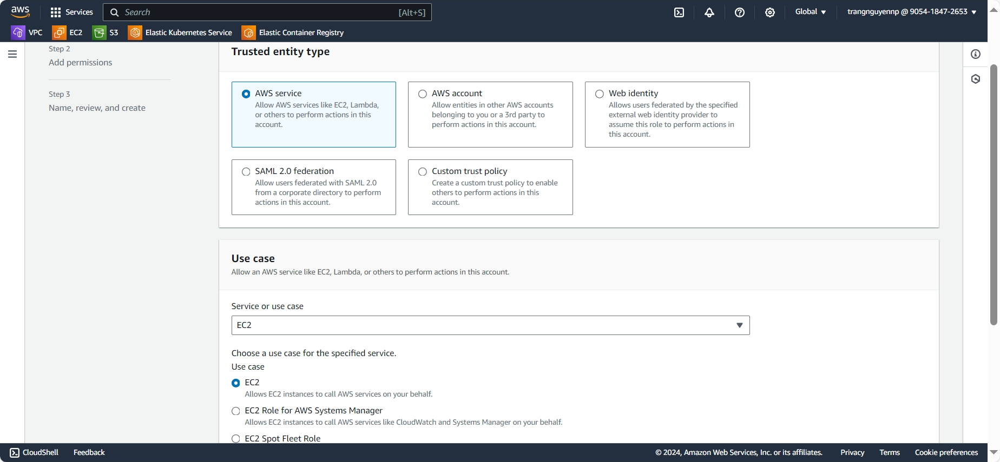 aws
Services
Search
[Alt+S]
Global
trangnguyennp @ 9054-1847-2653
VPC
EC2
S3
Elastic Kubernetes Service
Elastic Container Registry
Step 2
Add permissions
Step 3
Name, review, and create
Trusted entity type
AWS service
Allow AWS services like EC2, Lambda,
or others to perform actions in this
account.
AWS account
Allow entities in other AWS accounts
belonging to you or a 3rd party to
perform actions in this account.
Web identity
Allows users federated by the specified
external web identity provider to
assume this role to perform actions in
this account.
SAML 2.0 federation
Allow users federated with SAML 2.0
from a corporate directory to perform
actions in this account.
Custom trust policy
Create a custom trust policy to enable
others to perform actions in this
account.
Use case
Allow an AWS service like EC2, Lambda, or others to perform actions in this account.
Service or use case
EC2
Choose a use case for the specified service.
Use case
EC2
Allows EC2 instances to call AWS services on your behalf.
EC2 Role for AWS Systems Manager
Allows EC2 instances to call AWS services like CloudWatch and Systems Manager on your behalf.
EC2 Spot Fleet Role
CloudShell
Feedback
© 2024, Amazon Web Services, Inc. or its affiliates.
Privacy
Terms
Cookie preferences